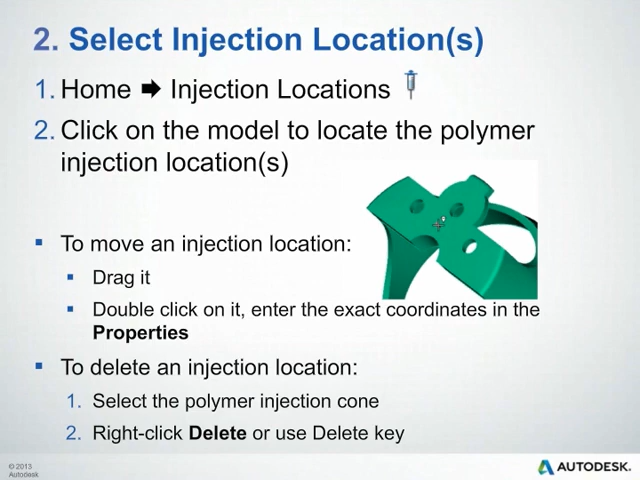 2. Select Injection Location(s)
1. Home ➡ Injection Locations
2. Click on the model to locate the polymer
injection location(s)
▪ To move an injection location:
▪ Drag it
▪ Double click on it, enter the exact coordinates in the
Properties
▪ To delete an injection location:
1. Select the polymer injection cone
2. Right-click Delete or use Delete key
© 2013
Autodesk
AUTODESK.